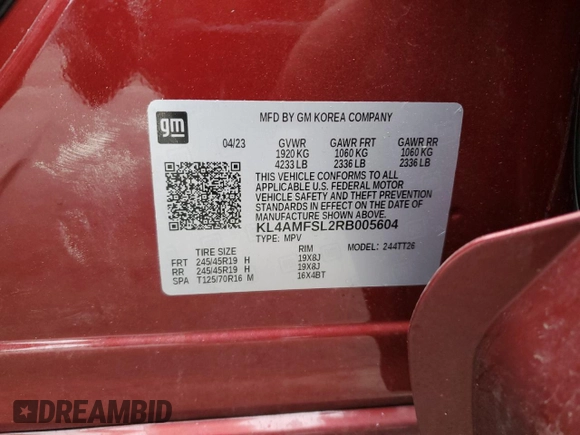 gm
MFD BY GM KOREA COMPANY
04/23 GVWR GAWR FRT GAWR RR
1920 KG 1060 KG 1060 KG
4233 LB 2336 LB 2336 LB
THIS VEHICLE CONFORMS TO ALL
APPLICABLE U.S. FEDERAL MOTOR
VEHICLE SAFETY AND THEFT PREVENTION
STANDARDS IN EFFECT ON THE DATE OF
MANUFACTURE SHOWN ABOVE.
KL4AMFSL2RB005604
TYPE: MPV MODEL: 244TT26
TIRE SIZE RIM
FRT 245/45R19 H 19X8J
RR 245/45R19 H 19X8J
SPA T125/70R16 M 16X4BT
DREAMBID